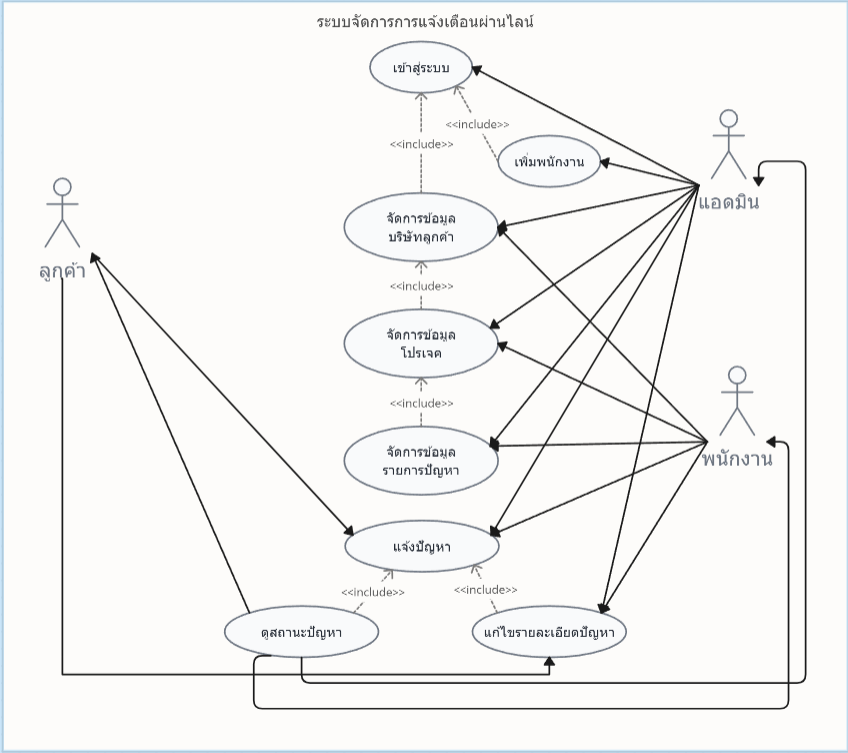 ระบบจัดการการแจ้งเตือนผ่านไลน์
เข้าสู่ระบบ
<<include>>
<<include>>
เพิ่มพนักงาน
แอดมิน
จัดการข้อมูล
บริษัทลูกค้า
ลูกค้า
<<include>>
จัดการข้อมูล
โปรเจค
<<include>>
พนักงาน
จัดการข้อมูล
รายการปัญหา
แจ้งปัญหา
<<include>>
<<include>>
ดูสถานะปัญหา
แก้ไขรายละเอียดปัญหา